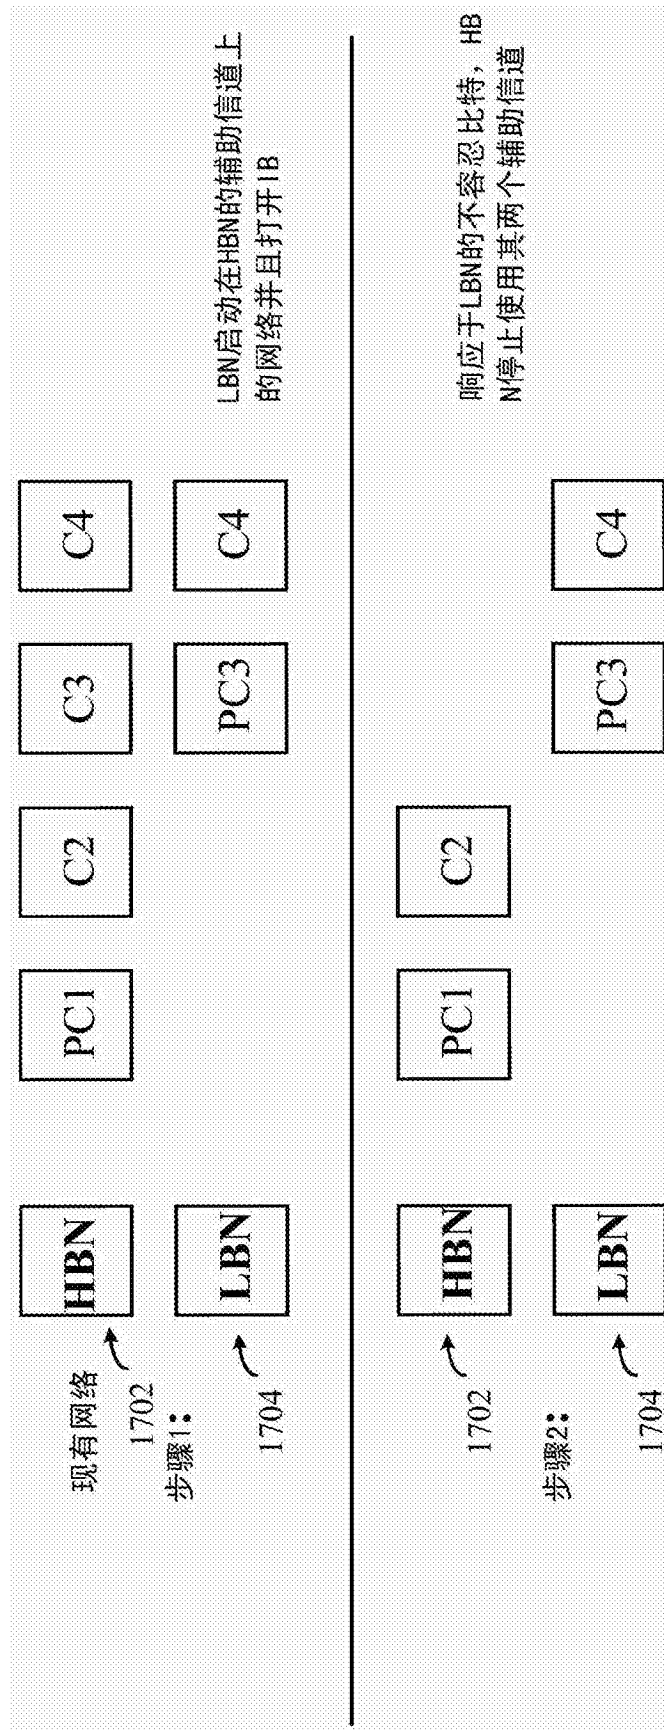 现有网络
HBN
PC1
C2
C3
C4
1702
步骤1:
LBN
PC3
C4
LBN启动在HBN的辅助信道上
的网络并且打开IB
1704
HBN
PC1
C2
响应于LBN的不容忍比特，HB
N停止使用其两个辅助信道
1702
步骤2:
LBN
PC3
C4
1704